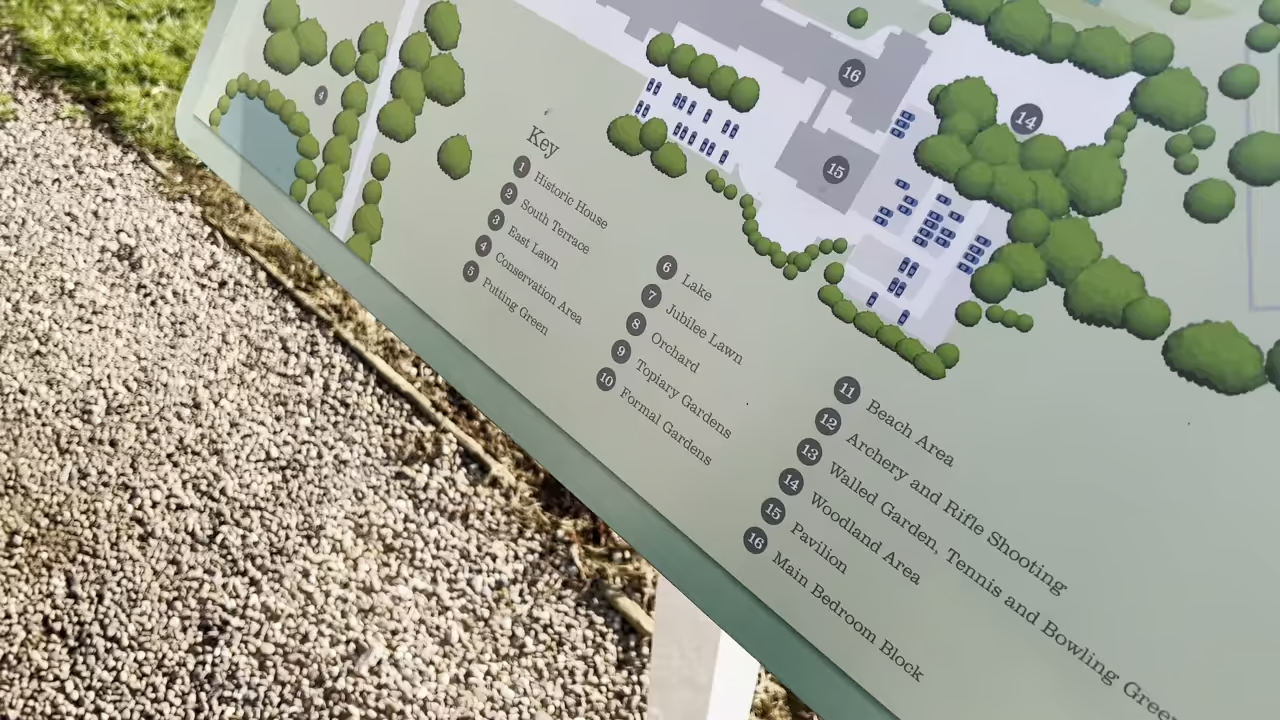 4
16
14
15
Key
1 Historic House
2 South Terrace
3 East Lawn
4 Conservation Area
5 Putting Green
6 Lake
7 Jubilee Lawn
8 Orchard
9 Topiary Gardens
10 Formal Gardens
11 Beach Area
12 Archery and Rifle Shooting
13 Walled Garden, Tennis and Bowling Green
14 Woodland Area
15 Pavilion
16 Main Bedroom Block